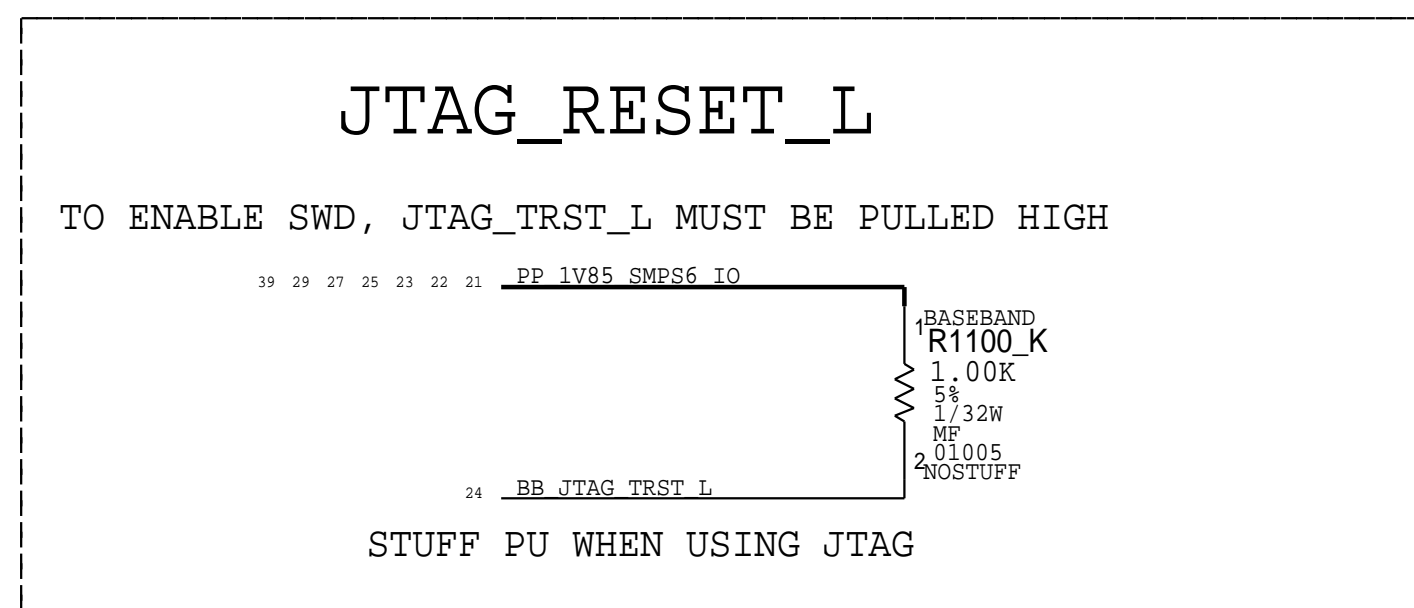 JTAG_RESET_L
TO ENABLE SWD, JTAG_TRST_L MUST BE PULLED HIGH
39 29 27 25 23 22 21 PP_1V85_SMPS6_IO
1
BASEBAND
R1100_K
1.00K
5%
1/32W
MF
01005
2
NOSTUFF
24 BB_JTAG_TRST_L
STUFF PU WHEN USING JTAG